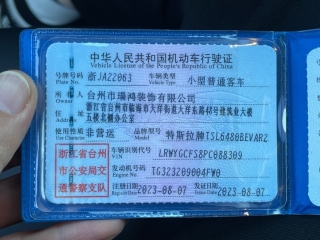 中华人民共和国机动车行驶证
Vehicle License of the People's Republic of China
号牌号码 浙JA22063 车辆类型 小型普通客车
Plate No. Vehicle Type
所有人 台州市瑞鸿装饰有限公司
Owner
住址 浙江省台州市临海市大洋街道大洋东路48号建筑业大楼
Address 五楼北侧办公室
使用性质 非营运 品牌型号 特斯拉牌TSL6480BEVARZ
Use Character Model
浙江省台州市公安局交通警察支队
车辆识别代号 LRWYGCFS8PC088309
VIN
发动机号码 TG323209004FW0
Engine No.
注册日期 2023-08-07 发证日期 2023-08-07
Register Date Issue Date